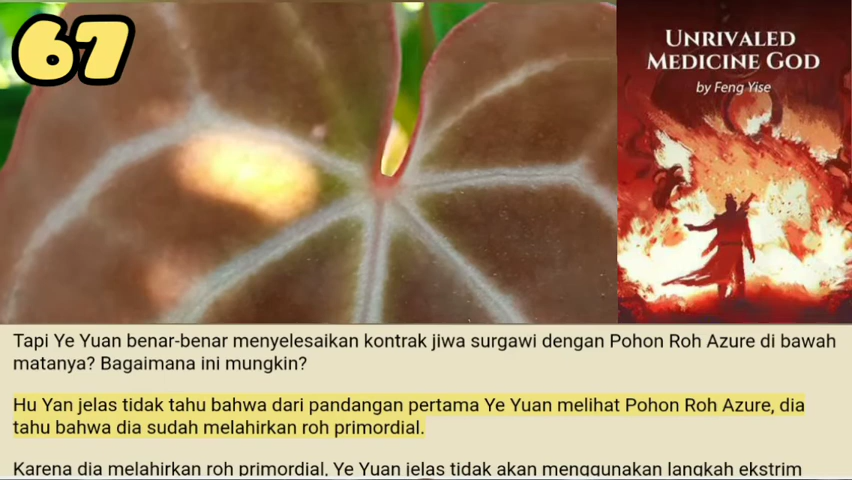 67
UNRIVALED
MEDICINE GOD
by Feng Yise
Tapi Ye Yuan benar-benar menyelesaikan kontrak jiwa surgawi dengan Pohon Roh Azure di bawah
matanya? Bagaimana ini mungkin?
Hu Yan jelas tidak tahu bahwa dari pandangan pertama Ye Yuan melihat Pohon Roh Azure, dia
tahu bahwa dia sudah melahirkan roh primordial.
Karena dia melahirkan roh primordial, Ye Yuan jelas tidak akan menggunakan langkah ekstrim